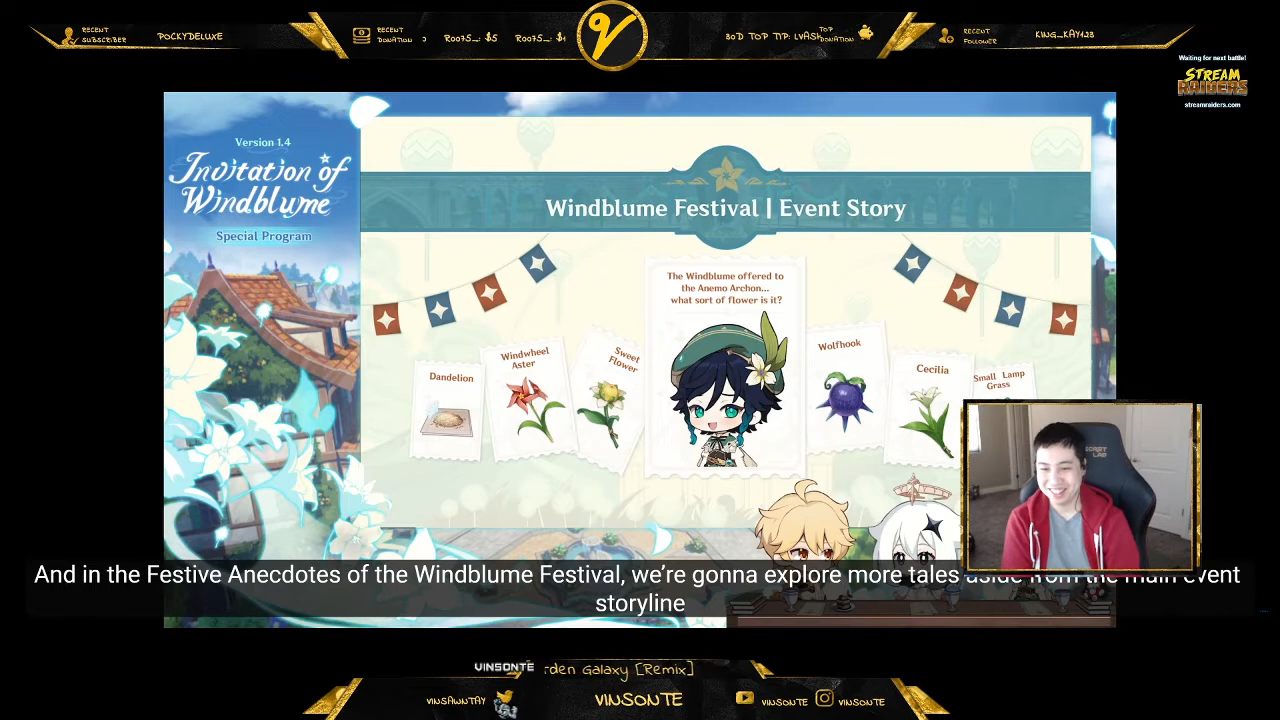 RECENT
SUBSCRIBER
POCKYDELUXE
RECENT
DONATION
Roo75_: $5
Roo75_: $
V
30D TOP TIP: LVASK
TOP
DONATION
RECENT
FOLLOWER
KING_KAY123
Waiting for next battle!
STREAM
RAIDERS
streamraiders.com
Version 1.4
Invitation of
Windblume
Special Program
Windblume Festival | Event Story
The Windblume offered to
the Anemo Archon...
what sort of flower is it?
Dandelion
Windwheel
Aster
Sweet
Flower
Wolfhook
Cecilia
Small Lamp
Grass
And in the Festive Anecdotes of the Windblume Festival, we're gonna explore more tales aside from the main event
storyline
VINSONTE
rden Galaxy [Remix]
VINSAWNTAY
VINSONTE
VINSONTE
VINSONTE